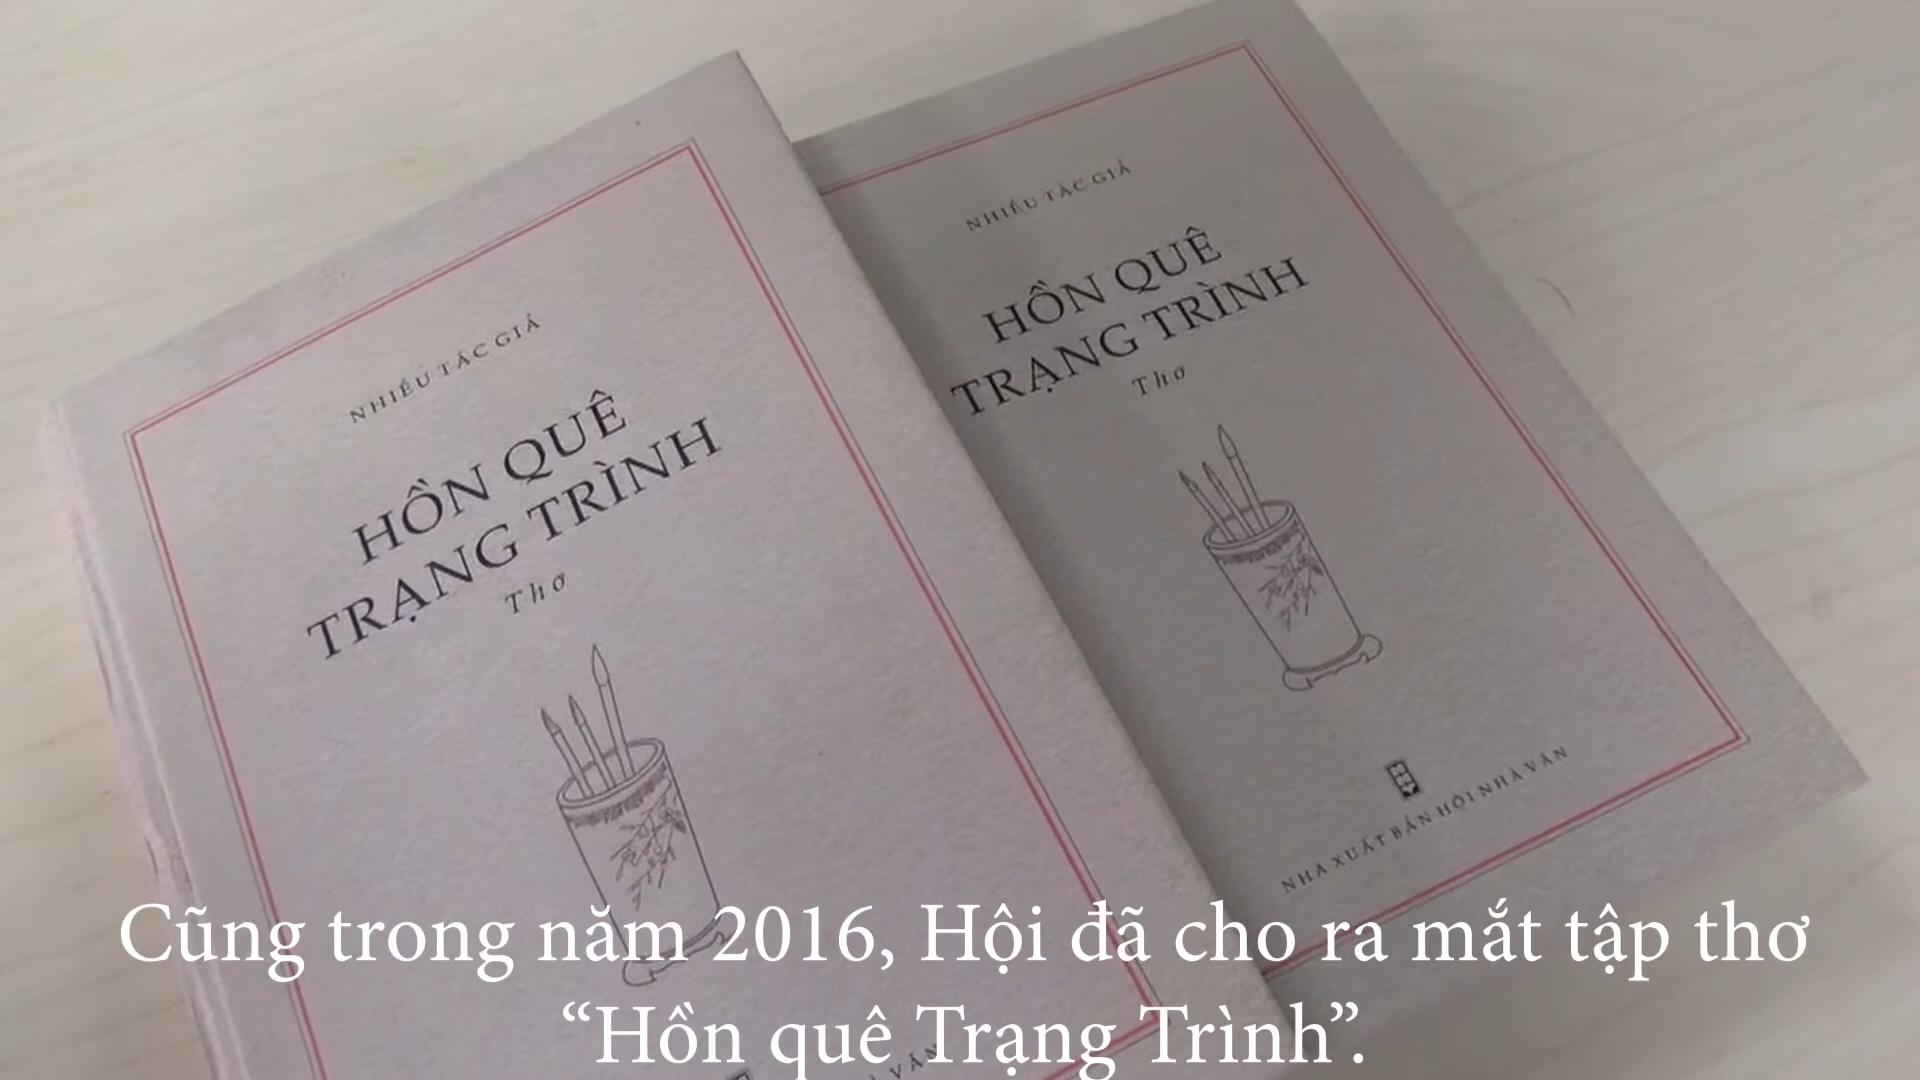 NHIỀU TÁC GIẢ
HỒN QUÊ
TRẠNG TRÌNH
Thơ
NHIỀU TÁC GIẢ
HỒN QUÊ
TRẠNG TRÌNH
Thơ
NHÀ XUẤT BẢN HỘI NHÀ VĂN
Cũng trong năm 2016, Hội đã cho ra mắt tập thơ
“Hồn quê Trạng Trình”.
VĂN